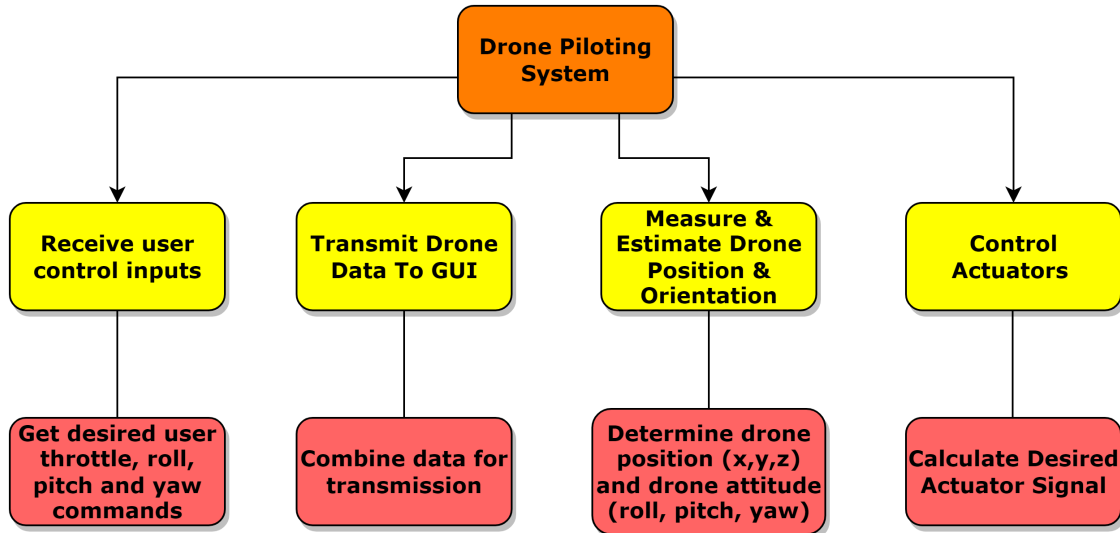 Drone Piloting
System
Receive user
control inputs
Transmit Drone
Data To GUI
Measure &
Estimate Drone
Position &
Orientation
Control
Actuators
Get desired user
throttle, roll,
pitch and yaw
commands
Combine data for
transmission
Determine drone
position (x,y,z)
and drone attitude
(roll, pitch, yaw)
Calculate Desired
Actuator Signal